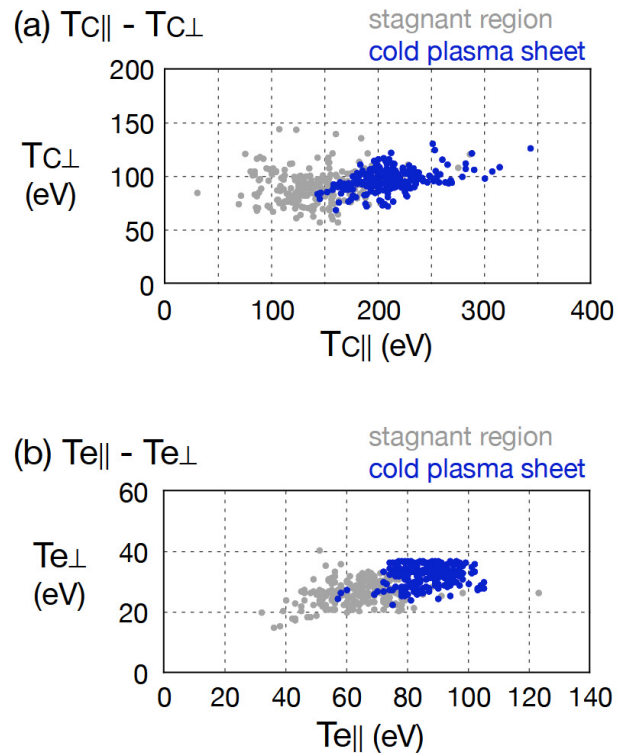 (a) TC∥ - TC⊥
stagnant region
cold plasma sheet
200
150
TC⊥
(eV)
100
50
0
0 100 200 300 400
TC∥ (eV)
(b) Te∥ - Te⊥
stagnant region
cold plasma sheet
60
Te⊥
(eV)
40
20
0
0 20 40 60 80 100 120 140
Te∥ (eV)